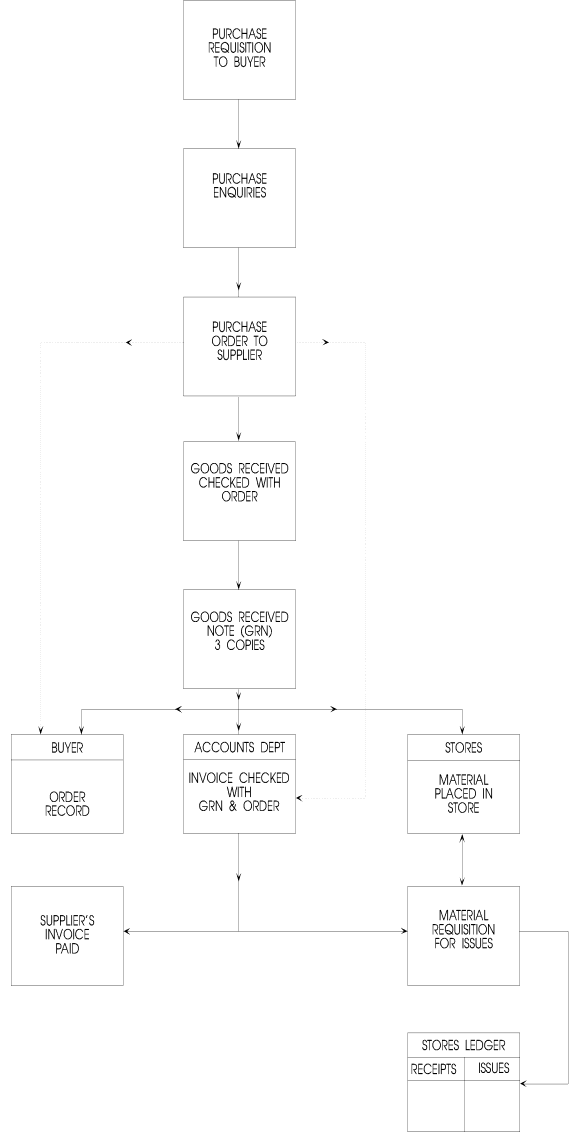 PURCHASE
REQUISITION
TO BUYER
PURCHASE
ENQUIRIES
PURCHASE
ORDER TO
SUPPLIER
GOODS RECEIVED
CHECKED WITH
ORDER
GOODS RECEIVED
NOTE (GRN)
3 COPIES
BUYER
ORDER
RECORD
ACCOUNTS DEPT
INVOICE CHECKED
WITH
GRN & ORDER
STORES
MATERIAL
PLACED IN
STORE
SUPPLIER'S
INVOICE
PAID
MATERIAL
REQUISITION
FOR ISSUES
STORES LEDGER
RECEIPTS
ISSUES